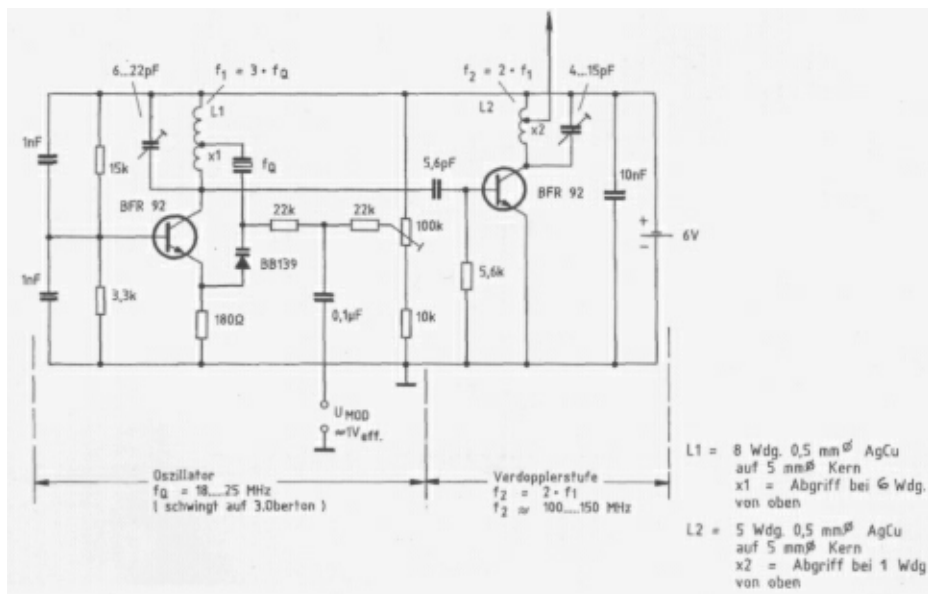 6...22pF
f₁ = 3 · fQ
f₂ = 2 · f₁
4...15pF
L1
L2
x2
1nF
15k
x1
fQ
5,6pF
10nF
BFR 92
BFR 92
22k
22k
100k
+
−
6V
1nF
3,3k
BB139
5,6k
180Ω
0,1µF
10k
UMOD
≈1Veff.
Oszillator
fQ = 18....25 MHz
( schwingt auf 3.Oberton )
Verdopplerstufe
f₂ = 2 · f₁
f₂ ≈ 100....150 MHz
L1 = 8 Wdg. 0,5 mm⌀ AgCu
auf 5 mm⌀ Kern
x1 = Abgriff bei 6 Wdg.
von oben
L2 = 5 Wdg. 0,5 mm⌀ AgCu
auf 5 mm⌀ Kern
x2 = Abgriff bei 1 Wdg
von oben